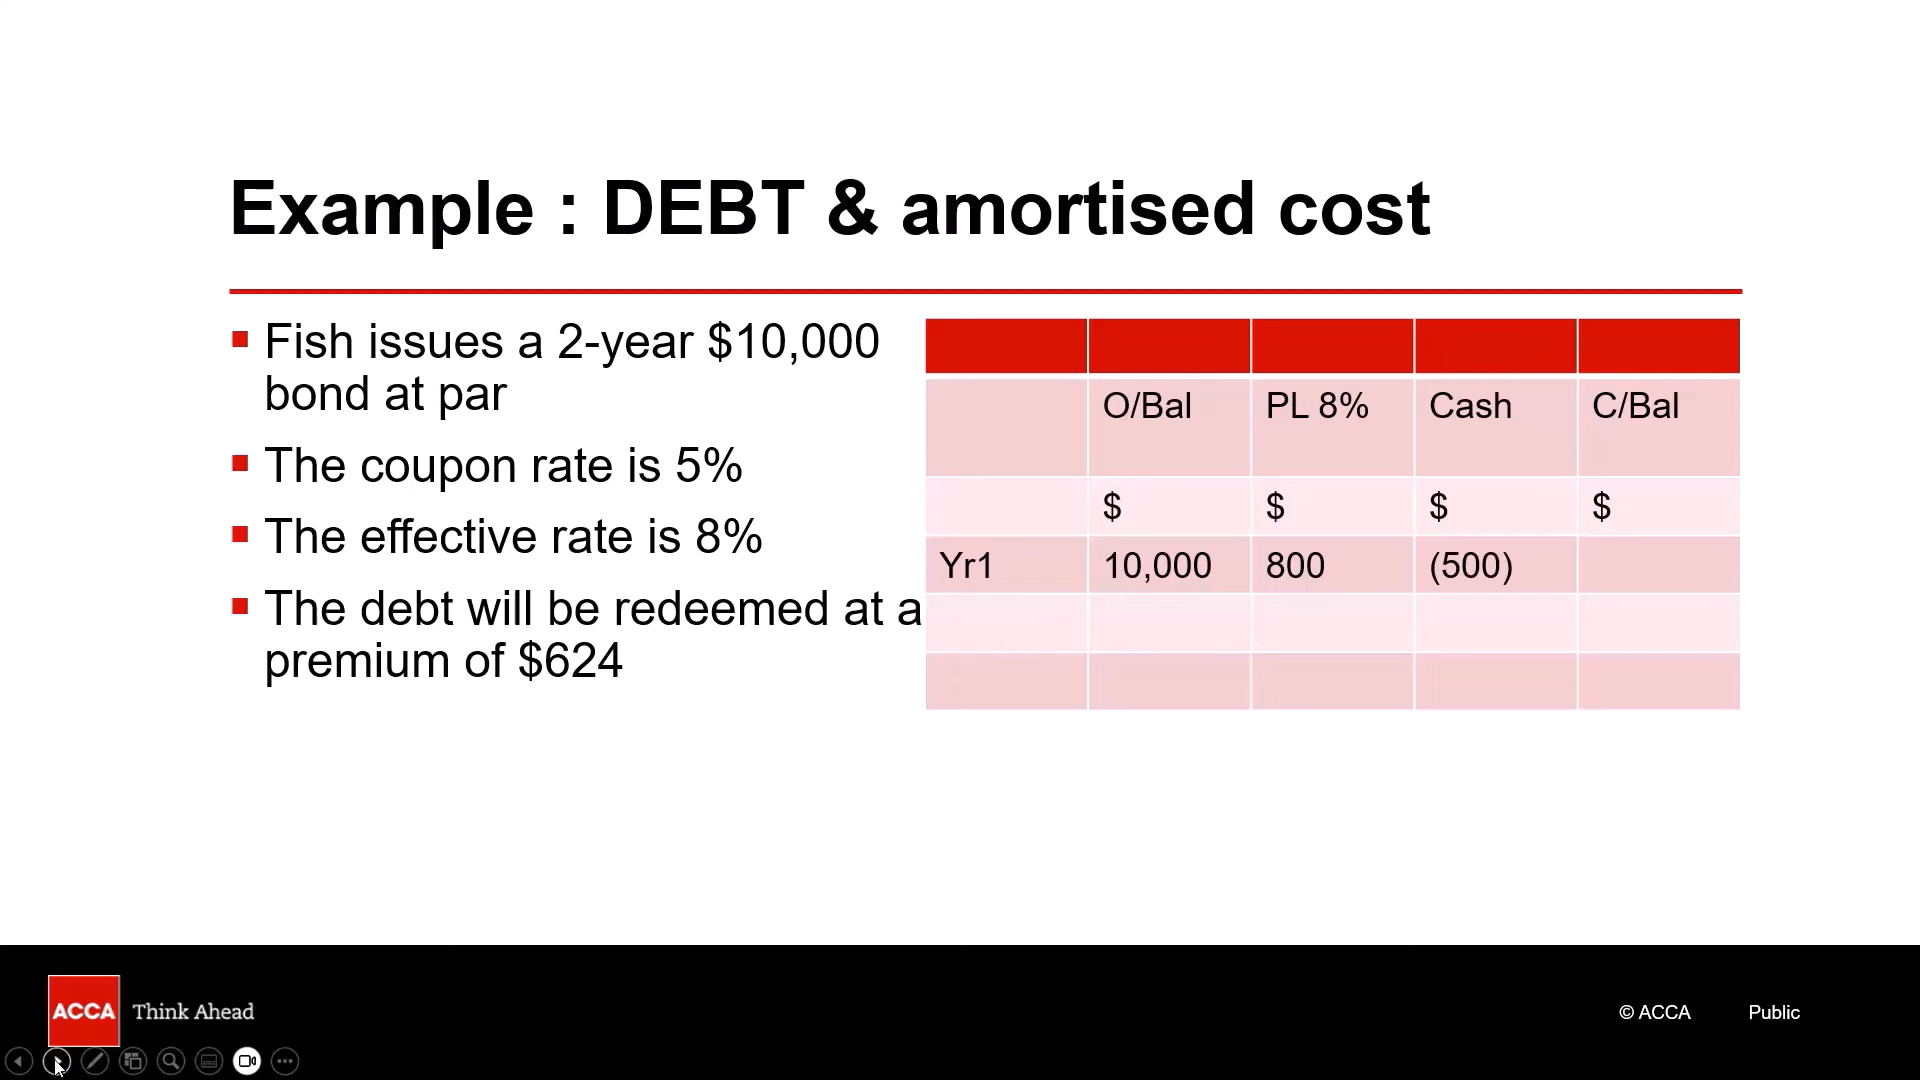 Example : DEBT & amortised cost
Fish issues a 2-year $10,000
bond at par
The coupon rate is 5%
The effective rate is 8%
The debt will be redeemed at a
premium of $624
O/Bal PL 8% Cash C/Bal
$ $ $ $
Yr1 10,000 800 (500)
ACCA Think Ahead
© ACCA Public